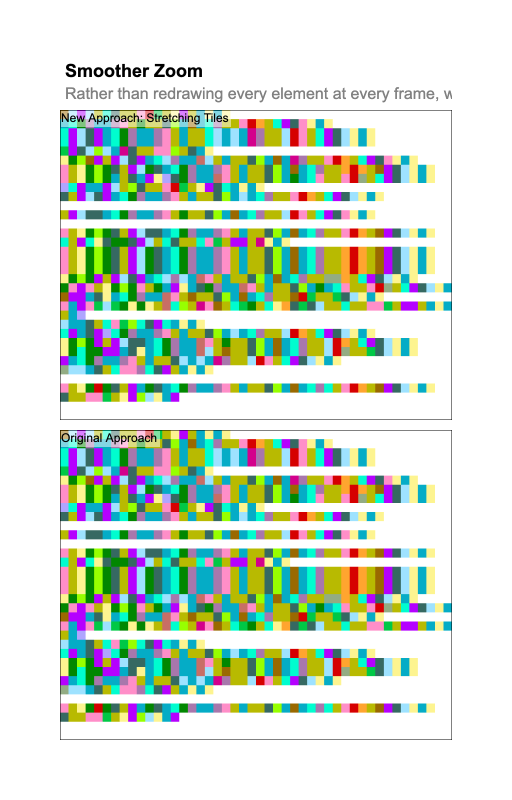 Smoother Zoom
Rather than redrawing every element at every frame, w
New Approach: Stretching Tiles
Original Approach